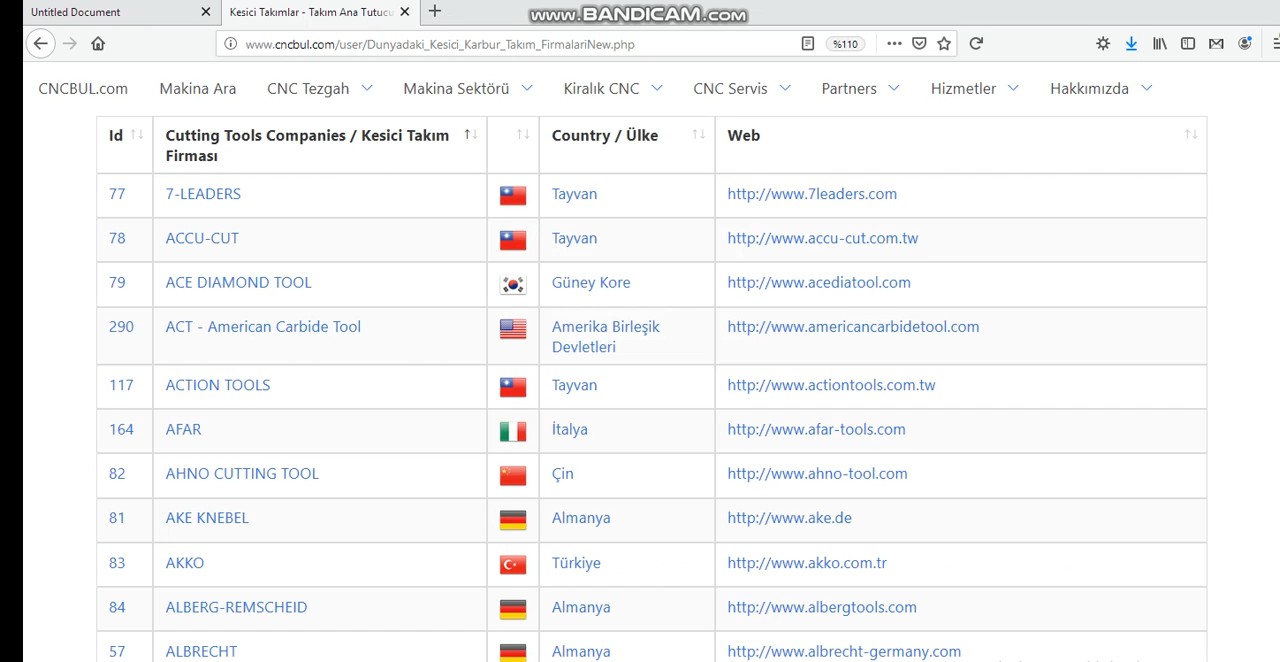 Untitled Document
Kesici Takımlar - Takım Ana Tutucu
www.BANDICAM.com
www.cncbul.com/user/Dunyadaki_Kesici_Karbur_Takım_FirmalariNew.php
%110
CNCBUL.com Makina Ara CNC Tezgah Makina Sektörü Kiralık CNC CNC Servis Partners Hizmetler Hakkımızda
Id Cutting Tools Companies / Kesici Takım Firması Country / Ülke Web
77 7-LEADERS Tayvan http://www.7leaders.com
78 ACCU-CUT Tayvan http://www.accu-cut.com.tw
79 ACE DIAMOND TOOL Güney Kore http://www.acediatool.com
290 ACT - American Carbide Tool Amerika Birleşik Devletleri http://www.americancarbidetool.com
117 ACTION TOOLS Tayvan http://www.actiontools.com.tw
164 AFAR İtalya http://www.afar-tools.com
82 AHNO CUTTING TOOL Çin http://www.ahno-tool.com
81 AKE KNEBEL Almanya http://www.ake.de
83 AKKO Türkiye http://www.akko.com.tr
84 ALBERG-REMSCHEID Almanya http://www.albergtools.com
57 ALBRECHT Almanya http://www.albrecht-germany.com